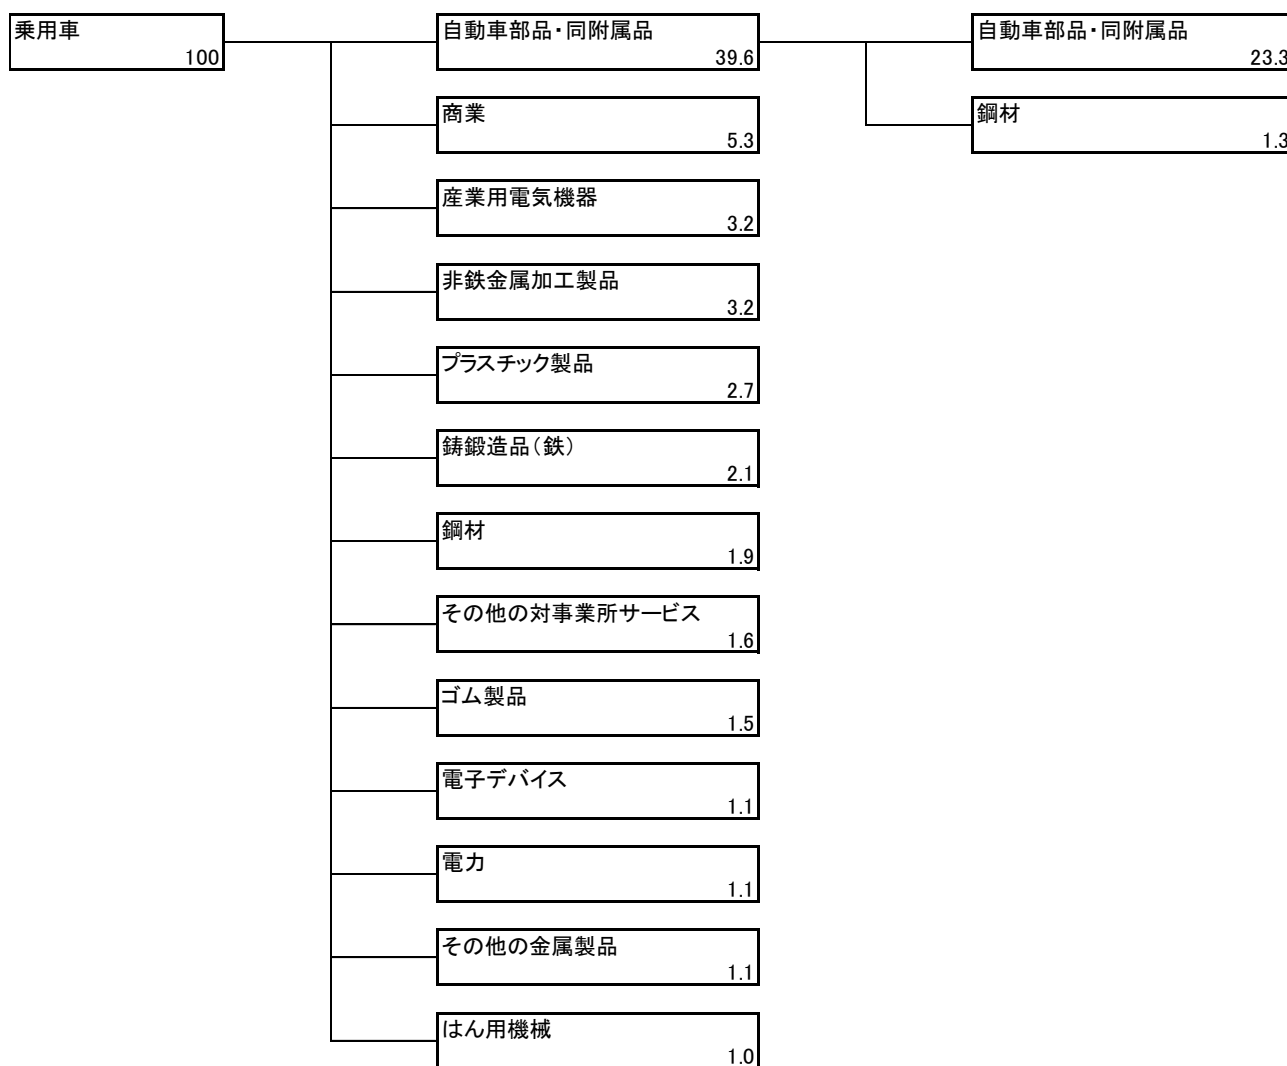 乗用車
100
自動車部品・同附属品
39.6
自動車部品・同附属品
23.3
商業
5.3
鋼材
1.3
産業用電気機器
3.2
非鉄金属加工製品
3.2
プラスチック製品
2.7
鋳鍛造品（鉄）
2.1
鋼材
1.9
その他の対事業所サービス
1.6
ゴム製品
1.5
電子デバイス
1.1
電力
1.1
その他の金属製品
1.1
はん用機械
1.0